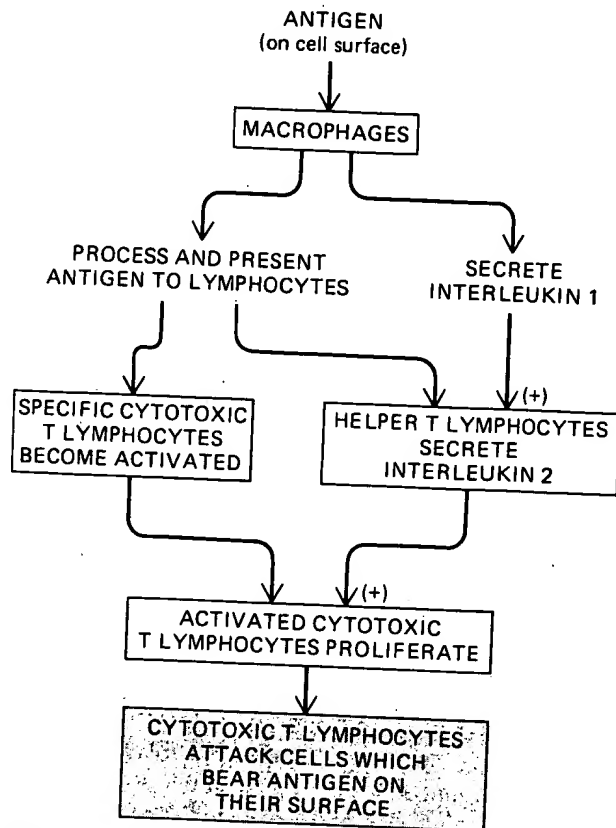 ANTIGEN
(on cell surface)
MACROPHAGES
PROCESS AND PRESENT
ANTIGEN TO LYMPHOCYTES
SECRETE
INTERLEUKIN 1
(+)
SPECIFIC CYTOTOXIC
T LYMPHOCYTES
BECOME ACTIVATED
HELPER T LYMPHOCYTES
SECRETE
INTERLEUKIN 2
(+)
ACTIVATED CYTOTOXIC
T LYMPHOCYTES PROLIFERATE
CYTOTOXIC T LYMPHOCYTES
ATTACK CELLS WHICH
BEAR ANTIGEN ON
THEIR SURFACE